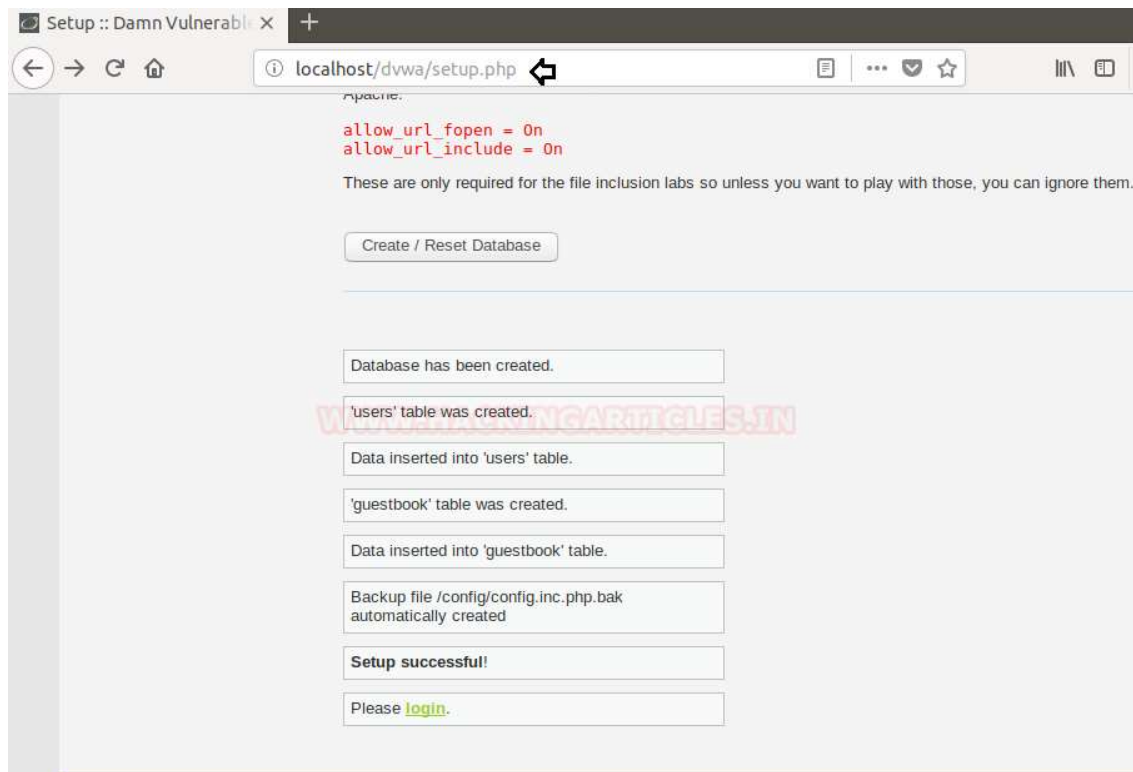 Setup :: Damn Vulnerabl
localhost/dvwa/setup.php
Apache.
allow_url_fopen = On
allow_url_include = On
These are only required for the file inclusion labs so unless you want to play with those, you can ignore them.
Create / Reset Database
Database has been created.
'users' table was created.
WWW.HACKINGARTICLES.IN
Data inserted into 'users' table.
'guestbook' table was created.
Data inserted into 'guestbook' table.
Backup file /config/config.inc.php.bak
automatically created
Setup successful!
Please login.